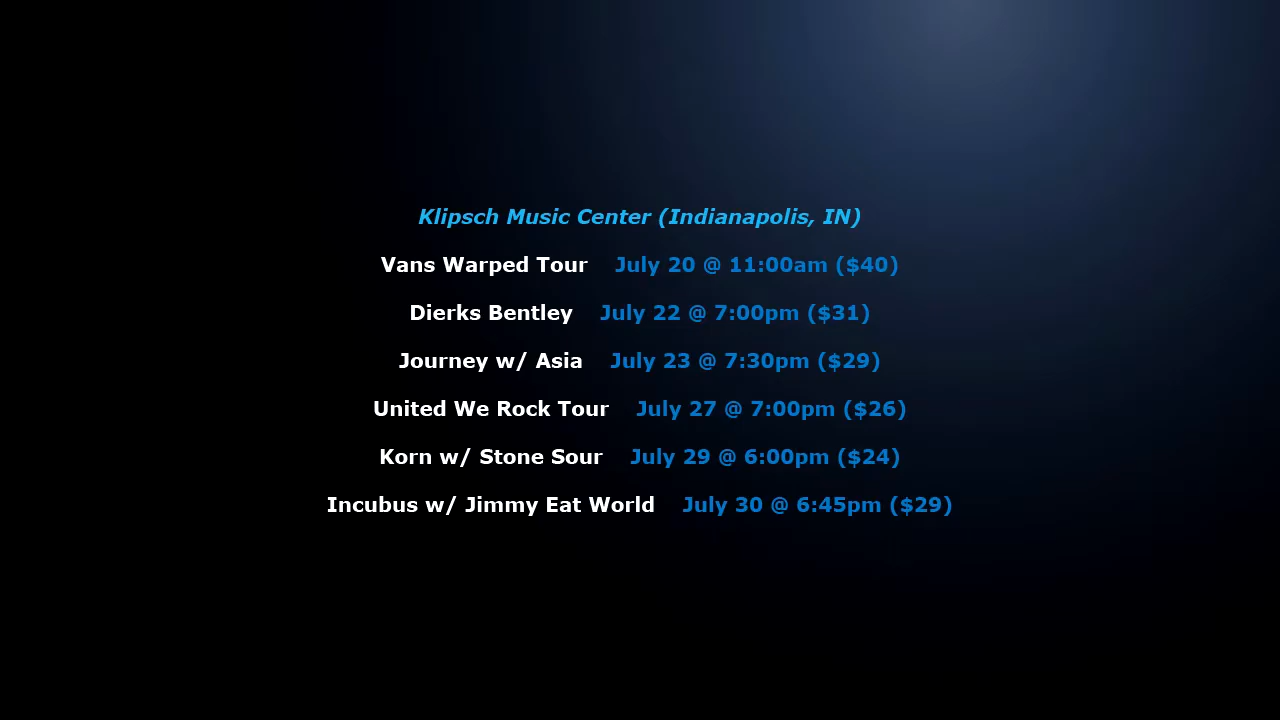 Klipsch Music Center (Indianapolis, IN)
Vans Warped Tour July 20 @ 11:00am ($40)
Dierks Bentley July 22 @ 7:00pm ($31)
Journey w/ Asia July 23 @ 7:30pm ($29)
United We Rock Tour July 27 @ 7:00pm ($26)
Korn w/ Stone Sour July 29 @ 6:00pm ($24)
Incubus w/ Jimmy Eat World July 30 @ 6:45pm ($29)